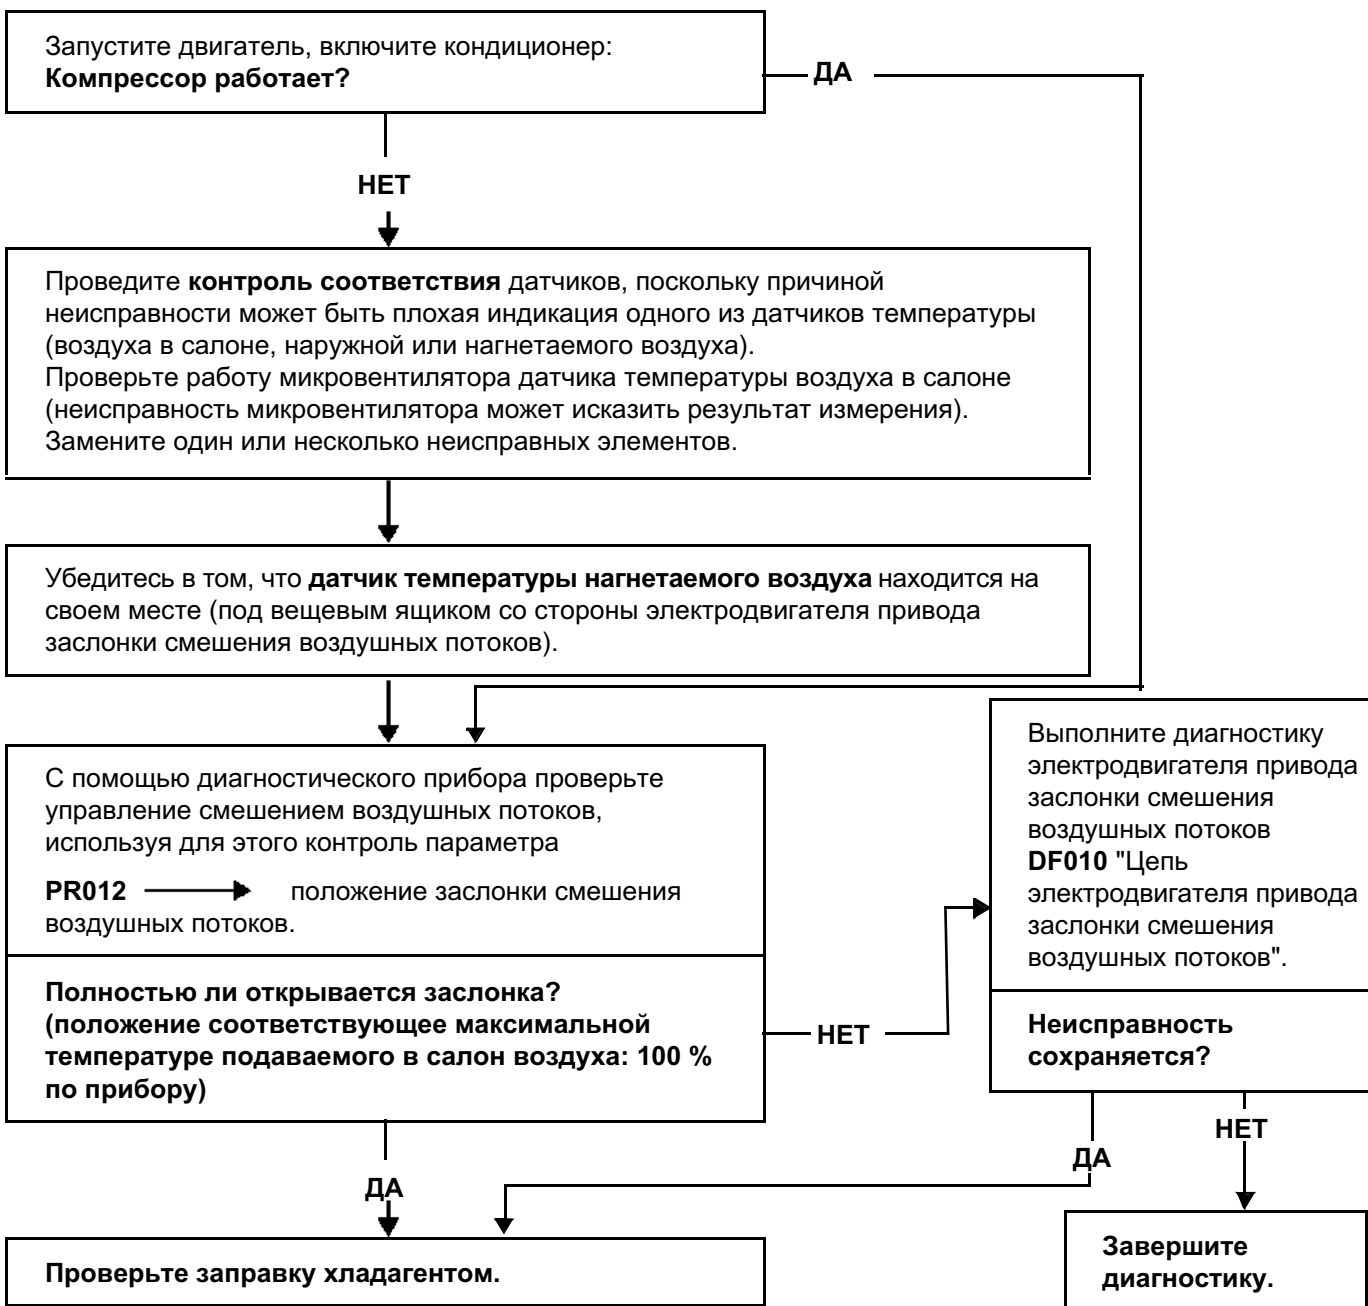 Запустите двигатель, включите кондиционер:
Компрессор работает?
ДА
НЕТ
Проведите контроль соответствия датчиков, поскольку причиной
неисправности может быть плохая индикация одного из датчиков температуры
(воздуха в салоне, наружной или нагнетаемого воздуха).
Проверьте работу микровентилятора датчика температуры воздуха в салоне
(неисправность микровентилятора может исказить результат измерения).
Замените один или несколько неисправных элементов.
Убедитесь в том, что датчик температуры нагнетаемого воздуха находится на
своем месте (под вещевым ящиком со стороны электродвигателя привода
заслонки смешения воздушных потоков).
С помощью диагностического прибора проверьте
управление смешением воздушных потоков,
используя для этого контроль параметра
PR012 положение заслонки смешения
воздушных потоков.
Полностью ли открывается заслонка?
(положение соответствующее максимальной
температуре подаваемого в салон воздуха: 100 %
по прибору)
НЕТ
Выполните диагностику
электродвигателя привода
заслонки смешения
воздушных потоков
DF010 "Цепь
электродвигателя привода
заслонки смешения
воздушных потоков".
Неисправность
сохраняется?
ДА
ДА
НЕТ
Проверьте заправку хладагентом.
Завершите
диагностику.